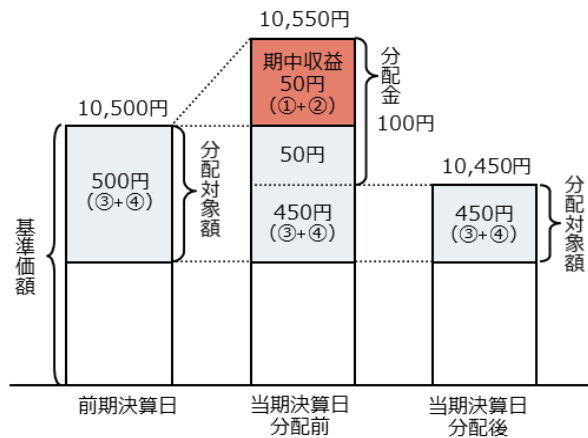 10,550円
期中収益
50円
(①+②)
分配金
100円
10,500円
500円
(③+④)
分配対象額
50円
450円
(③+④)
10,450円
450円
(③+④)
分配対象額
基準価額
前期決算日
当期決算日
分配前
当期決算日
分配後